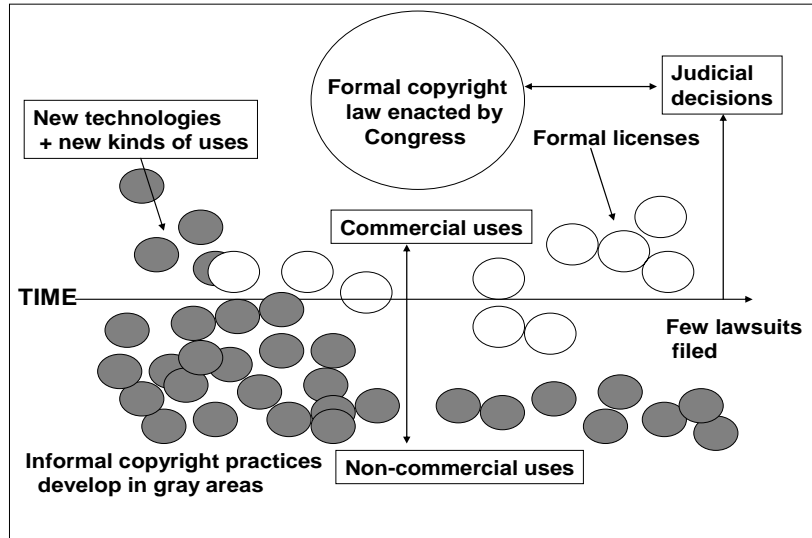 Formal copyright
law enacted by
Congress
Judicial
decisions
New technologies
+ new kinds of uses
Formal licenses
Commercial uses
TIME
Few lawsuits
filed
Informal copyright practices
develop in gray areas
Non-commercial uses